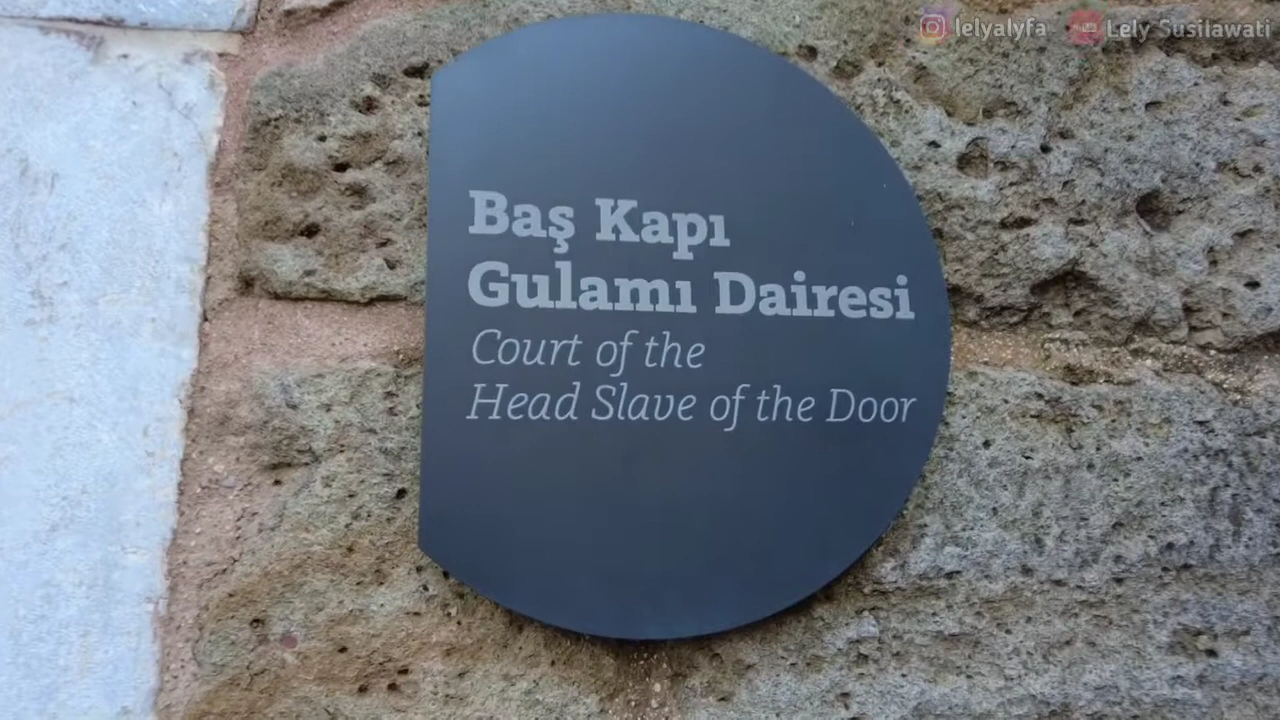 lelyalyfa Lely Susilawati
Baş Kapı
Gulamı Dairesi
Court of the
Head Slave of the Door